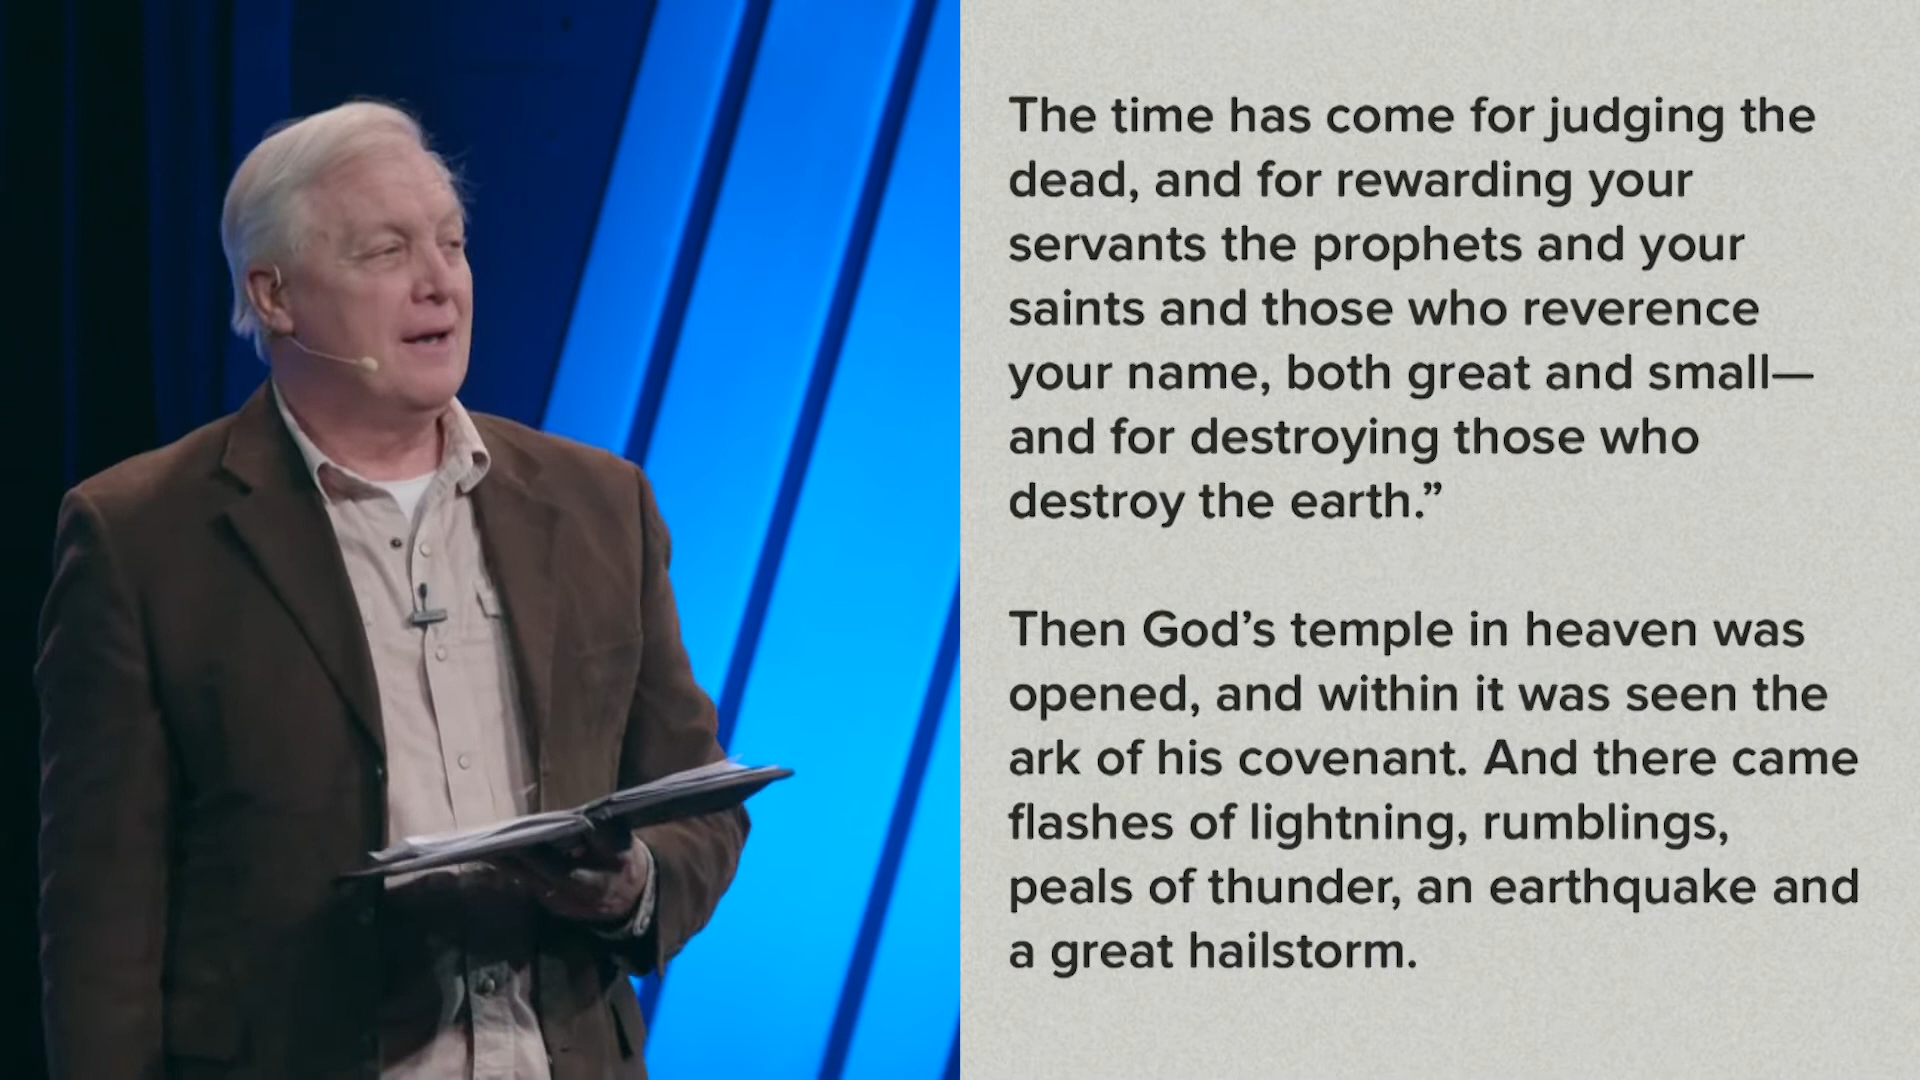 The time has come for judging the
dead, and for rewarding your
servants the prophets and your
saints and those who reverence
your name, both great and small—
and for destroying those who
destroy the earth.”
Then God’s temple in heaven was
opened, and within it was seen the
ark of his covenant. And there came
flashes of lightning, rumblings,
peals of thunder, an earthquake and
a great hailstorm.